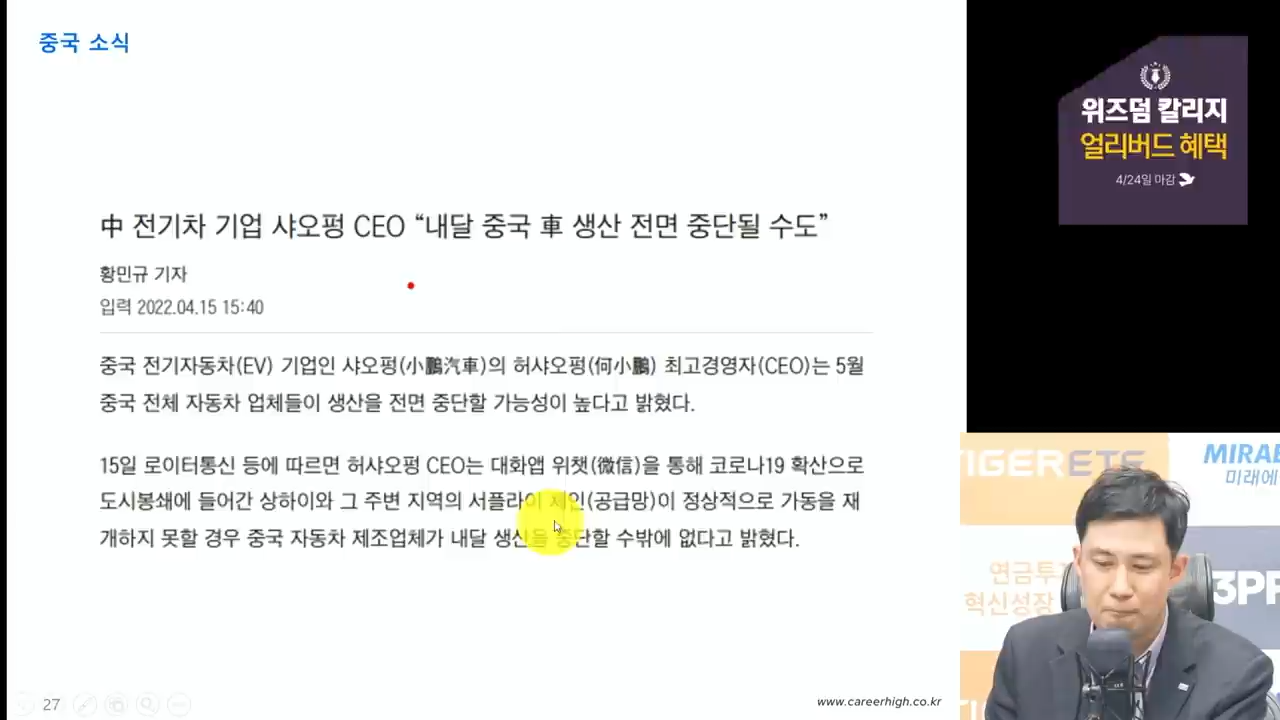 중국 소식
中 전기차 기업 샤오펑 CEO “내달 중국 車 생산 전면 중단될 수도”
황민규 기자
입력 2022.04.15 15:40
중국 전기자동차(EV) 기업인 샤오펑(小鵬汽車)의 허샤오펑(何小鵬) 최고경영자(CEO)는 5월
중국 전체 자동차 업체들이 생산을 전면 중단할 가능성이 높다고 밝혔다.
15일 로이터통신 등에 따르면 허샤오펑 CEO는 대화앱 위챗(微信)을 통해 코로나19 확산으로
도시봉쇄에 들어간 상하이와 그 주변 지역의 서플라이 체인(공급망)이 정상적으로 가동을 재
개하지 못할 경우 중국 자동차 제조업체가 내달 생산을 중단할 수밖에 없다고 밝혔다.
27
www.careerhigh.co.kr
위즈덤 칼리지
얼리버드 혜택
4/24일 마감
TIGER ETF
MIRAE
미래에
연금투
혁신성장
3PR